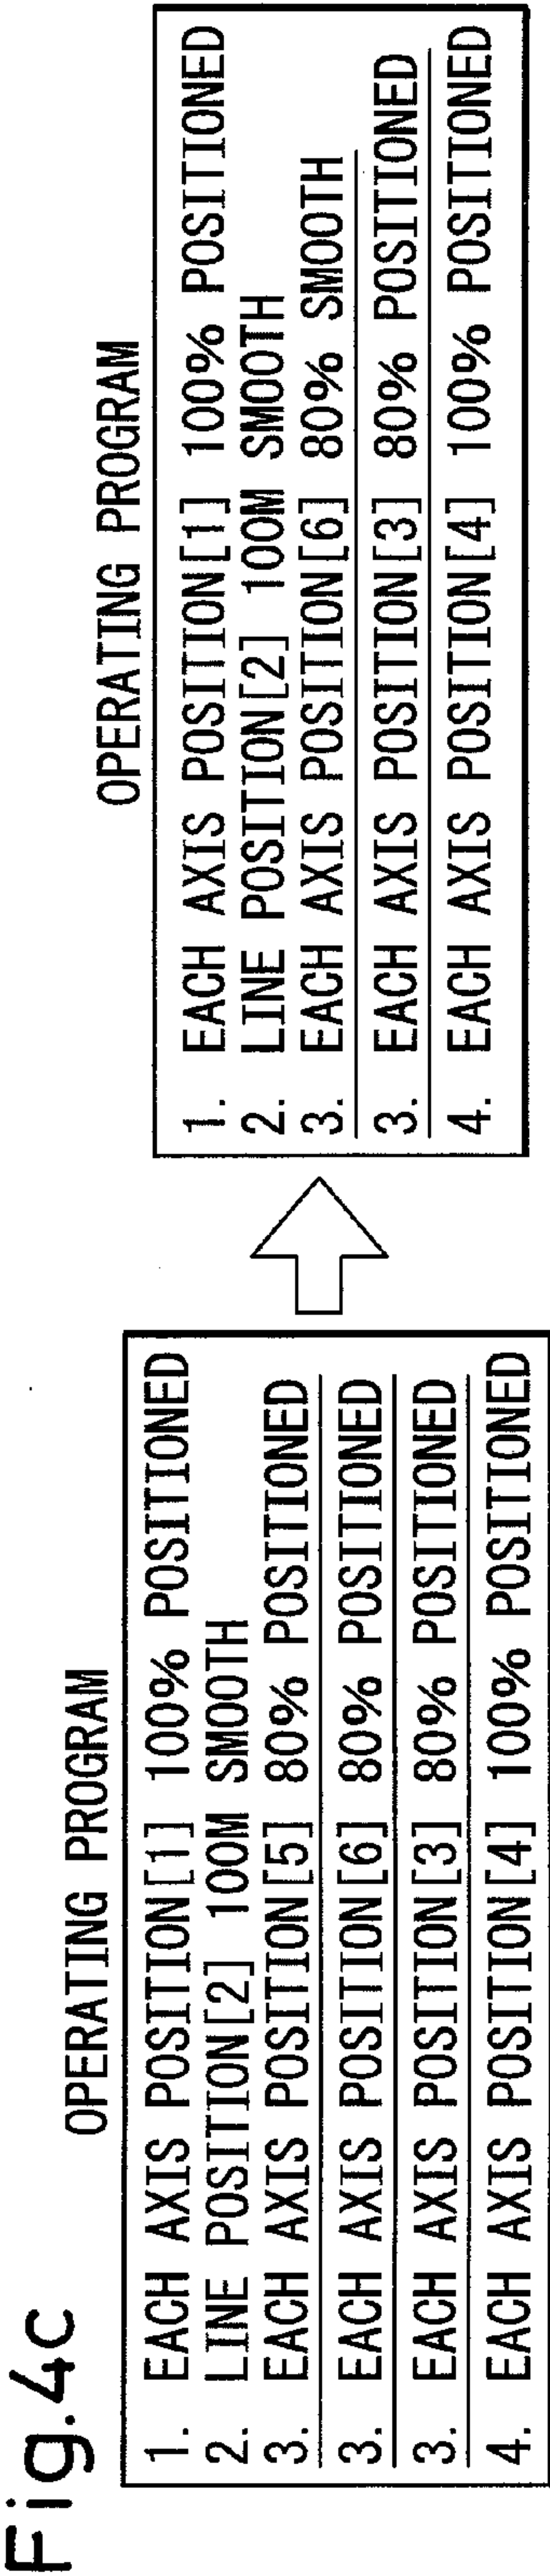 Fig.4c
OPERATING PROGRAM
1. EACH AXIS POSITION[1] 100% POSITIONED
2. LINE POSITION[2] 100M SMOOTH
3. EACH AXIS POSITION[5] 80% POSITIONED
3. EACH AXIS POSITION[6] 80% POSITIONED
3. EACH AXIS POSITION[3] 80% POSITIONED
4. EACH AXIS POSITION[4] 100% POSITIONED
OPERATING PROGRAM
1. EACH AXIS POSITION[1] 100% POSITIONED
2. LINE POSITION[2] 100M SMOOTH
3. EACH AXIS POSITION[6] 80% SMOOTH
3. EACH AXIS POSITION[3] 80% POSITIONED
4. EACH AXIS POSITION[4] 100% POSITIONED